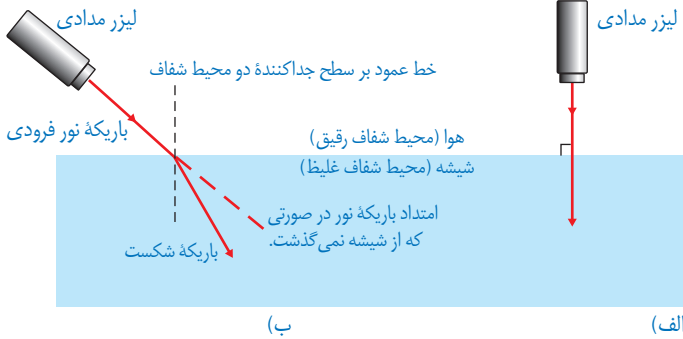 لیزر مدادی
لیزر مدادی
خط عمود بر سطح جداکنندهٔ دو محیط شفاف
باریکهٔ نور فرودی
هوا (محیط شفاف رقیق)
شیشه (محیط شفاف غلیظ)
امتداد باریکهٔ نور در صورتی
که از شیشه نمی‌گذشت.
باریکهٔ شکست
الف)
ب)